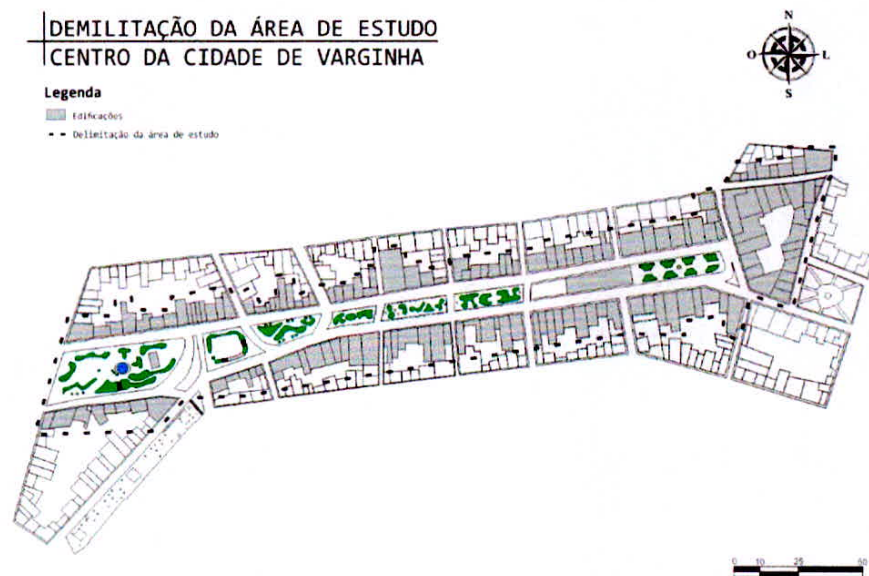 DEMILITAÇÃO DA ÁREA DE ESTUDO
CENTRO DA CIDADE DE VARGINHA
N
O L
S
Legenda
Edificações
Delimitação da área de estudo
0 10 25 50